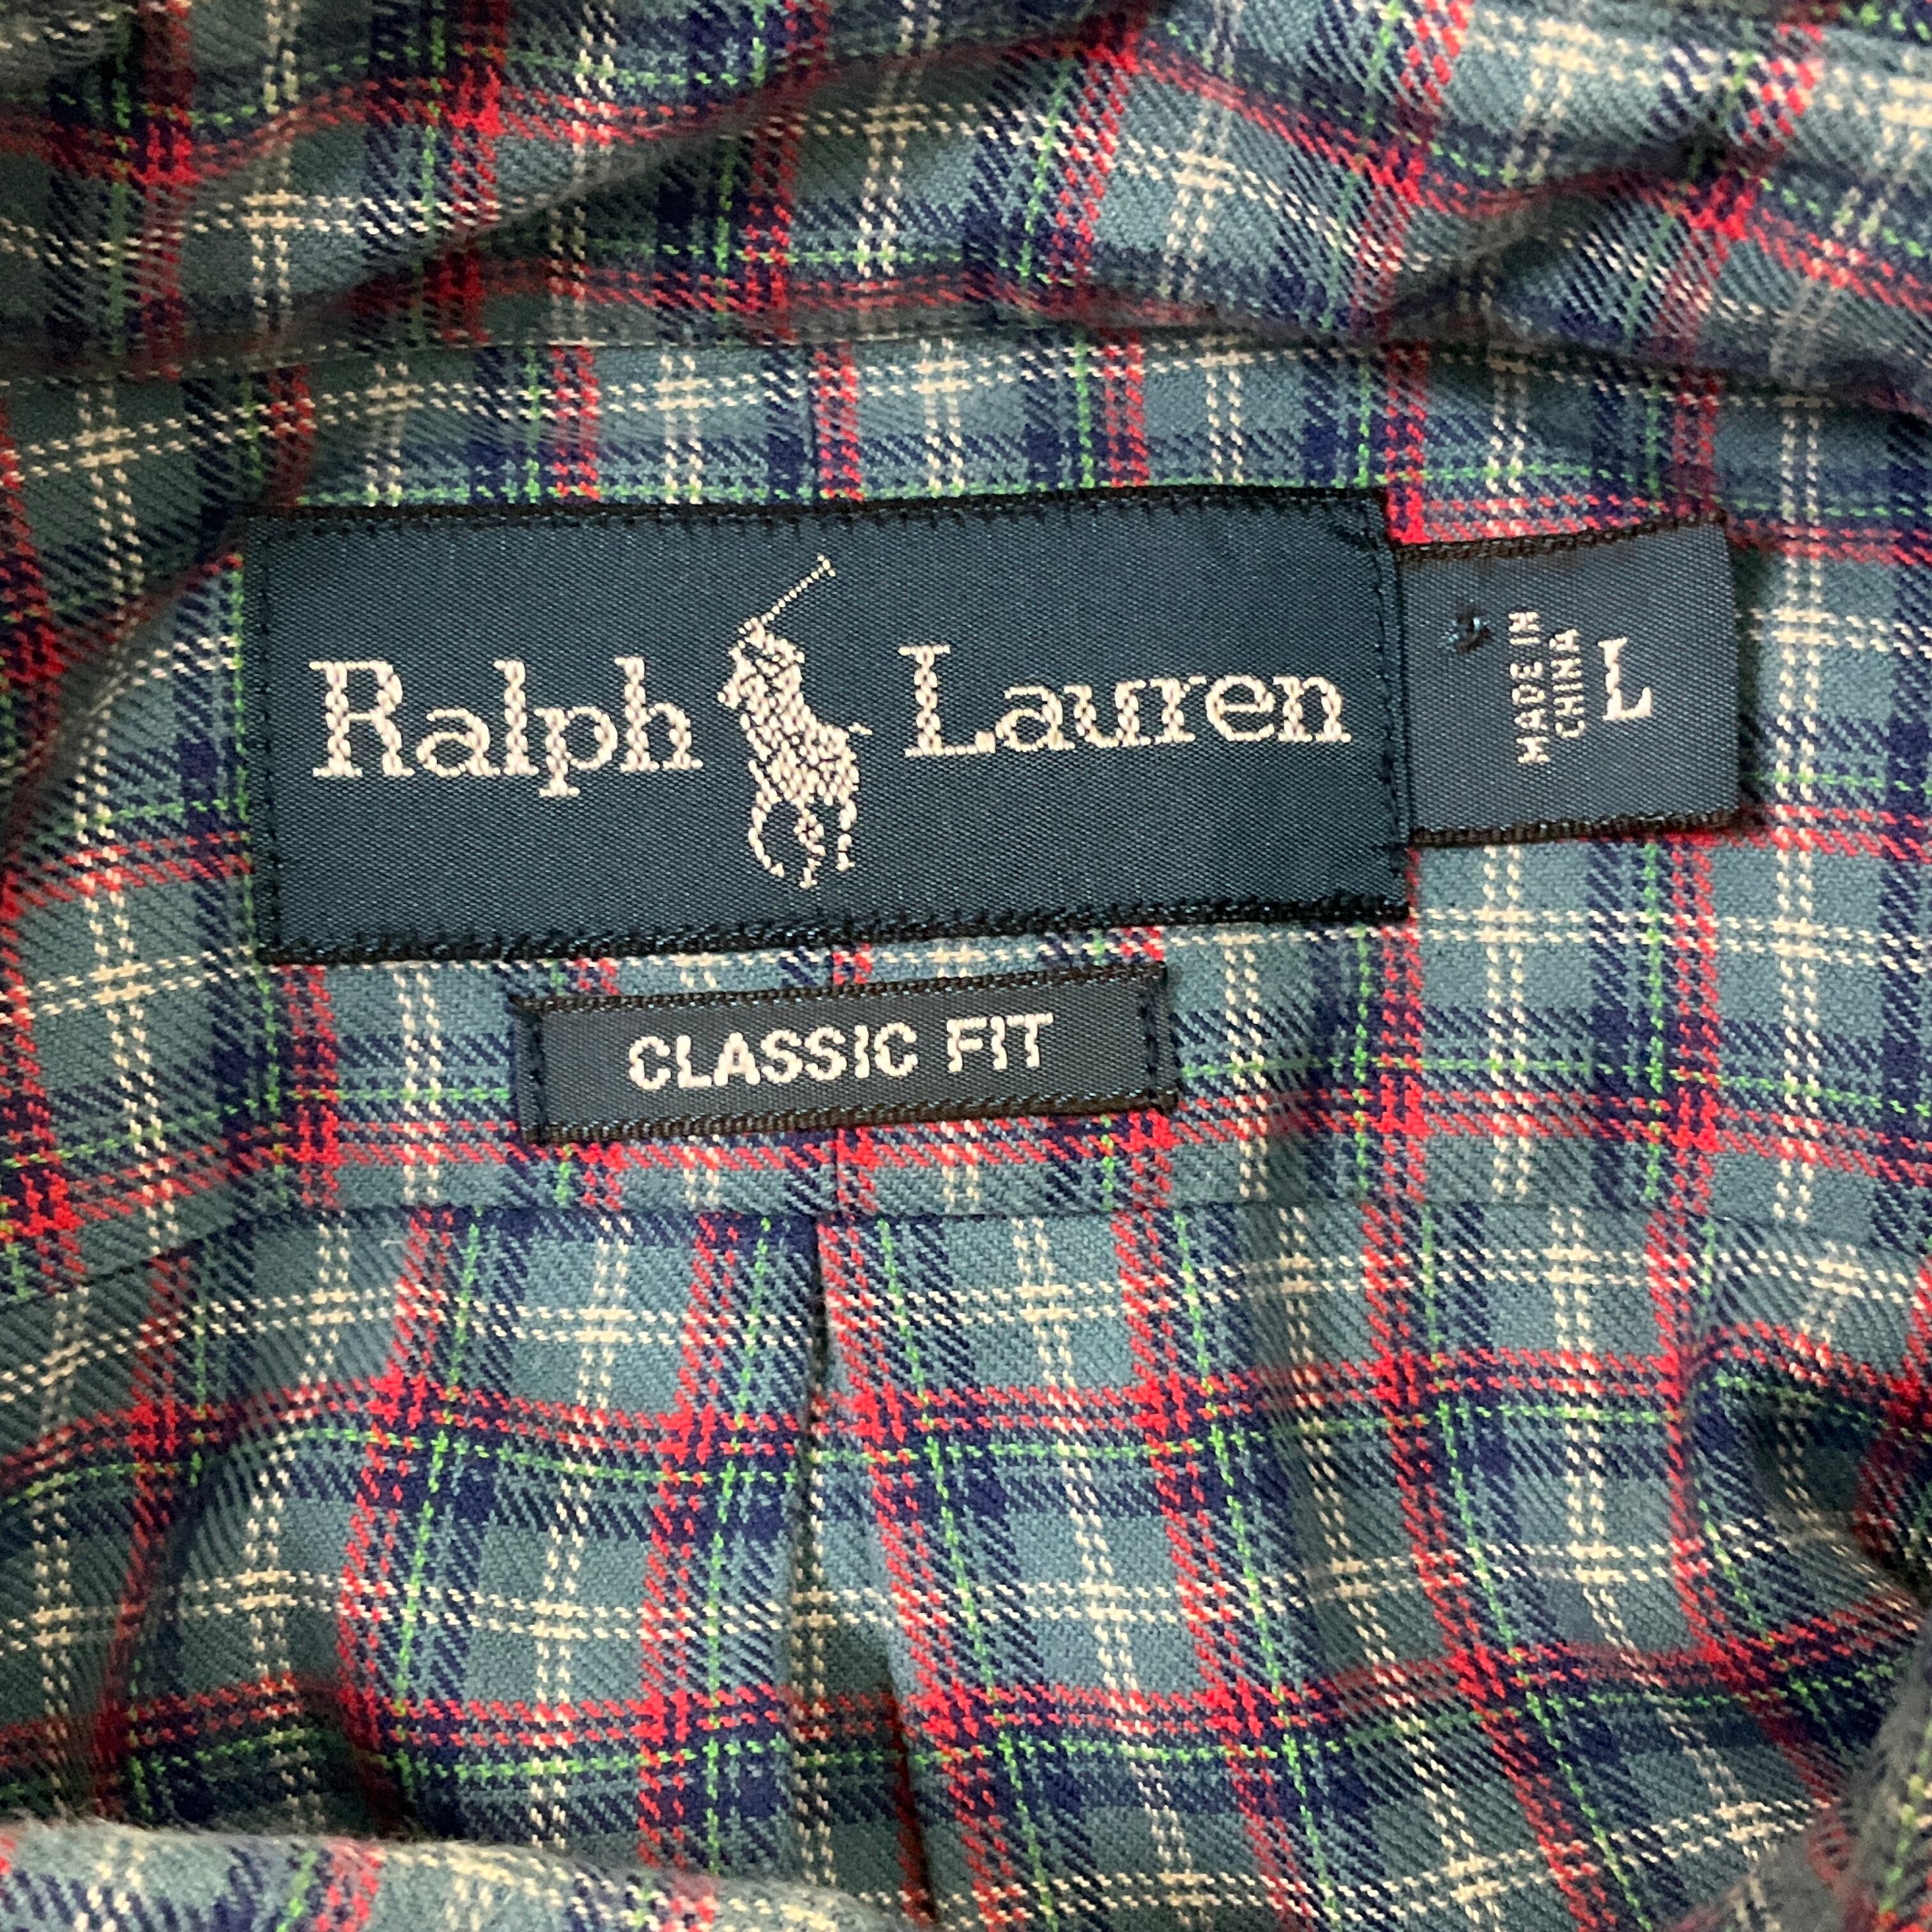 Ralph Lauren
MADE IN
CHINA
L
CLASSIC FIT